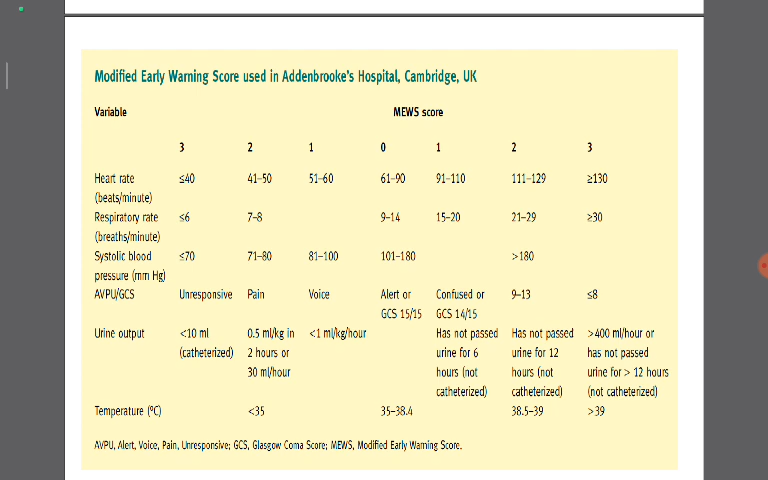 Modified Early Warning Score used in Addenbrooke's Hospital, Cambridge, UK
Variable MEWS score
3 2 1 0 1 2 3
Heart rate ≤40 41–50 51–60 61–90 91–110 111–129 ≥130
(beats/minute)
Respiratory rate ≤6 7–8 9–14 15–20 21–29 ≥30
(breaths/minute)
Systolic blood ≤70 71–80 81–100 101–180 >180
pressure (mm Hg)
AVPU/GCS Unresponsive Pain Voice Alert or Confused or 9–13 ≤8
GCS 15/15 GCS 14/15
Urine output <10 ml 0.5 ml/kg in <1 ml/kg/hour Has not passed Has not passed >400 ml/hour or
(catheterized) 2 hours or urine for 6 urine for 12 has not passed
30 ml/hour hours (not hours (not urine for > 12 hours
catheterized) catheterized) (not catheterized)
Temperature (ºC) <35 35–38.4 38.5–39 >39
AVPU, Alert, Voice, Pain, Unresponsive; GCS, Glasgow Coma Score; MEWS, Modified Early Warning Score.